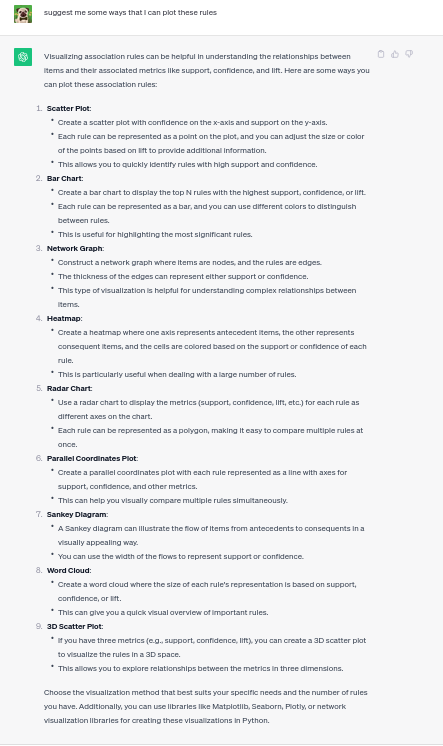 suggest me some ways that I can plot these rules
Visualizing association rules can be helpful in understanding the relationships between
items and their associated metrics like support, confidence, and lift. Here are some ways you
can plot these association rules:
1. Scatter Plot:
• Create a scatter plot with confidence on the x-axis and support on the y-axis.
• Each rule can be represented as a point on the plot, and you can adjust the size or color
of the points based on lift to provide additional information.
• This allows you to quickly identify rules with high support and confidence.
2. Bar Chart:
• Create a bar chart to display the top N rules with the highest support, confidence, or lift.
• Each rule can be represented as a bar, and you can use different colors to distinguish
between rules.
• This is useful for highlighting the most significant rules.
3. Network Graph:
• Construct a network graph where items are nodes, and the rules are edges.
• The thickness of the edges can represent either support or confidence.
• This type of visualization is helpful for understanding complex relationships between
items.
4. Heatmap:
• Create a heatmap where one axis represents antecedent items, the other represents
consequent items, and the cells are colored based on the support or confidence of each
rule.
• This is particularly useful when dealing with a large number of rules.
5. Radar Chart:
• Use a radar chart to display the metrics (support, confidence, lift, etc.) for each rule as
different axes on the chart.
• Each rule can be represented as a polygon, making it easy to compare multiple rules at
once.
6. Parallel Coordinates Plot:
• Create a parallel coordinates plot with each rule represented as a line with axes for
support, confidence, and other metrics.
• This can help you visually compare multiple rules simultaneously.
7. Sankey Diagram:
• A Sankey diagram can illustrate the flow of items from antecedents to consequents in a
visually appealing way.
• You can use the width of the flows to represent support or confidence.
8. Word Cloud:
• Create a word cloud where the size of each rule's representation is based on support,
confidence, or lift.
• This can give you a quick visual overview of important rules.
9. 3D Scatter Plot:
• If you have three metrics (e.g., support, confidence, lift), you can create a 3D scatter plot
to visualize the rules in a 3D space.
• This allows you to explore relationships between the metrics in three dimensions.
Choose the visualization method that best suits your specific needs and the number of rules
you have. Additionally, you can use libraries like Matplotlib, Seaborn, Plotly, or network
visualization libraries for creating these visualizations in Python.